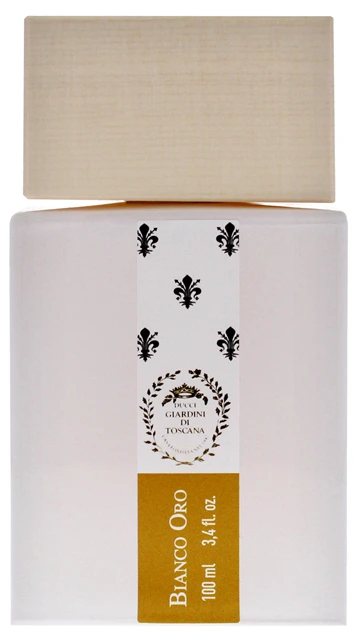 DUCCI
GIARDINI
DI
TOSCANA
BIANCO ORO
100 ml 3,4 fl. oz.